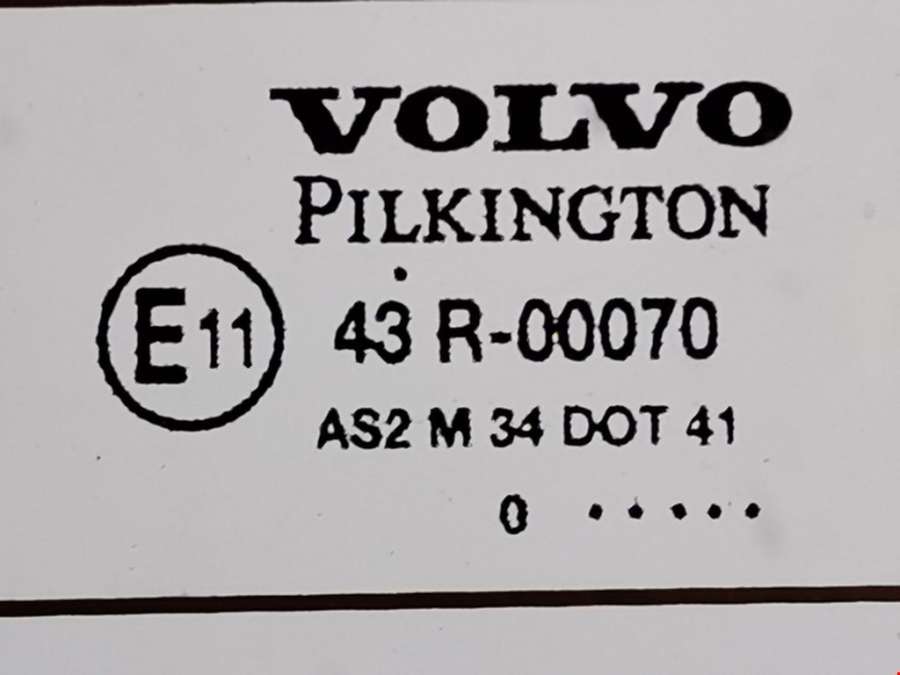 VOLVO
PILKINGTON
E11 43 R-00070
AS2 M 34 DOT 41
0 •••••